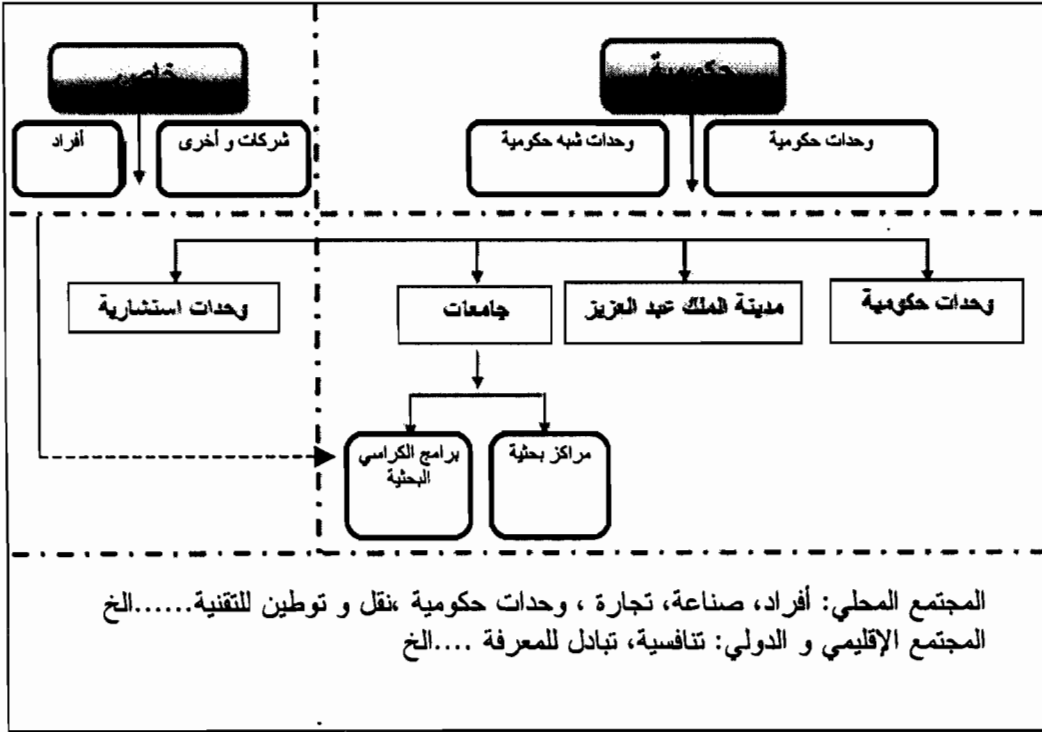 حكومية
خاص
وحدات حكومية
وحدات شبه حكومية
شركات و أخرى
أفراد
وحدات حكومية
مدينة الملك عبد العزيز
جامعات
وحدات استشارية
مراكز بحثية
برامج الكراسي
البحثية
المجتمع المحلي: أفراد، صناعة، تجارة ، وحدات حكومية ،نقل و توطين للتقنية......الخ
المجتمع الإقليمي و الدولي: تنافسية، تبادل للمعرفة ....الخ